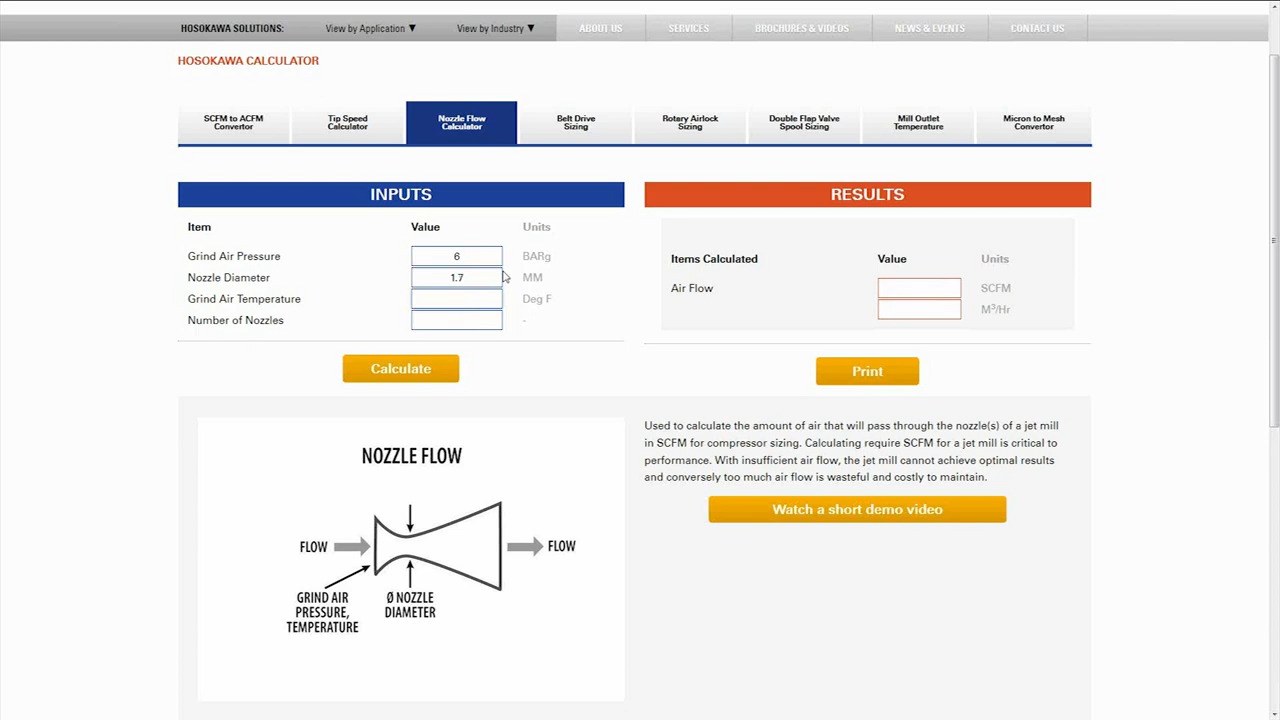 HOSOKAWA SOLUTIONS: View by Application ▼ View by Industry ▼ ABOUT US SERVICES BROCHURES & VIDEOS NEWS & EVENTS CONTACT US
HOSOKAWA CALCULATOR
SCFM to ACFM
Convertor
Tip Speed
Calculator
Nozzle Flow
Calculator
Belt Drive
Sizing
Rotary Airlock
Sizing
Double Flap Valve
Spool Sizing
Mill Outlet
Temperature
Micron to Mesh
Convertor
INPUTS
Item Value Units
Grind Air Pressure 6 BARg
Nozzle Diameter 1.7 MM
Grind Air Temperature Deg F
Number of Nozzles -
Calculate
RESULTS
Items Calculated Value Units
Air Flow SCFM
M³/Hr
Print
NOZZLE FLOW
FLOW
FLOW
GRIND AIR
PRESSURE,
TEMPERATURE
Ø NOZZLE
DIAMETER
Used to calculate the amount of air that will pass through the nozzle(s) of a jet mill
in SCFM for compressor sizing. Calculating require SCFM for a jet mill is critical to
performance. With insufficient air flow, the jet mill cannot achieve optimal results
and conversely too much air flow is wasteful and costly to maintain.
Watch a short demo video